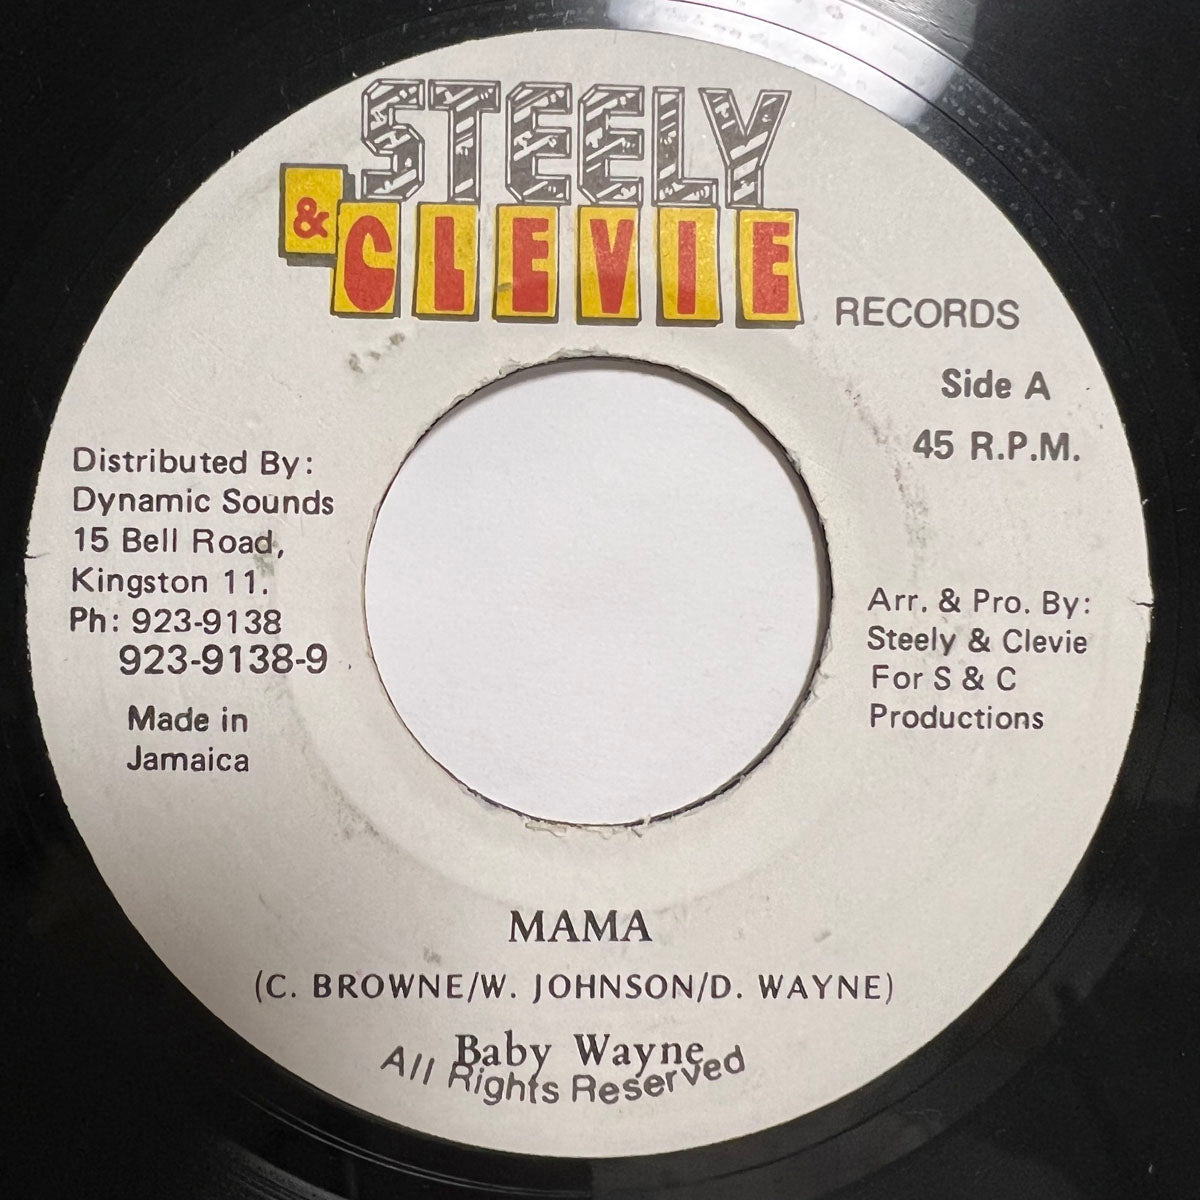 STEELY
& CLEVIE
RECORDS
Side A
45 R.P.M.
Distributed By:
Dynamic Sounds
15 Bell Road,
Kingston 11.
Ph: 923-9138
923-9138-9
Made in
Jamaica
Arr. & Pro. By:
Steely & Clevie
For S & C
Productions
MAMA
(C. BROWNE/W. JOHNSON/D. WAYNE)
Baby Wayne
All Rights Reserved